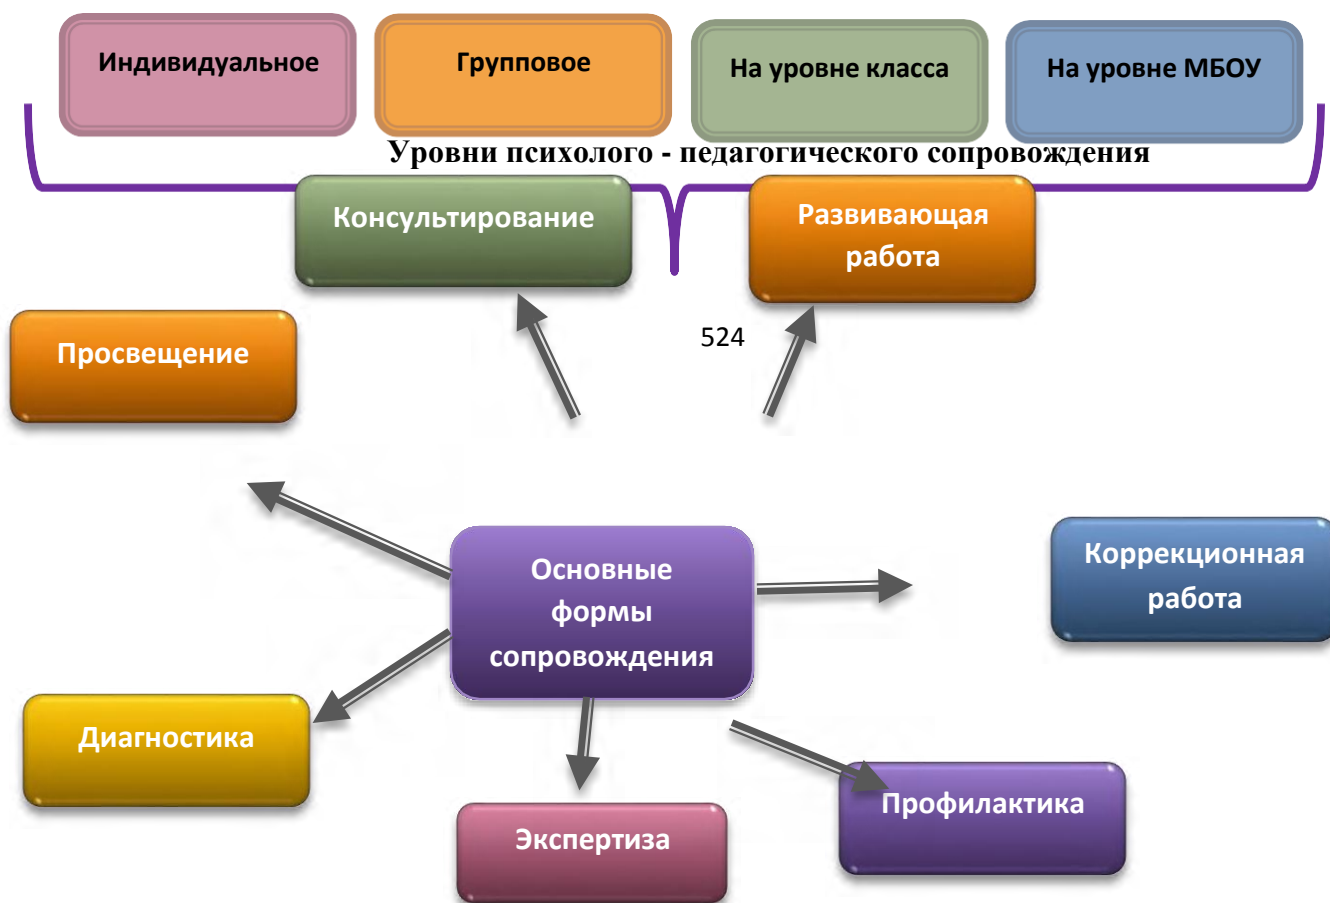 Индивидуальное
Групповое
На уровне класса
На уровне МБОУ
Уровни психолого - педагогического сопровождения
Консультирование
Развивающая
работа
524
Просвещение
Основные
формы
сопровождения
Коррекционная
работа
Диагностика
Профилактика
Экспертиза